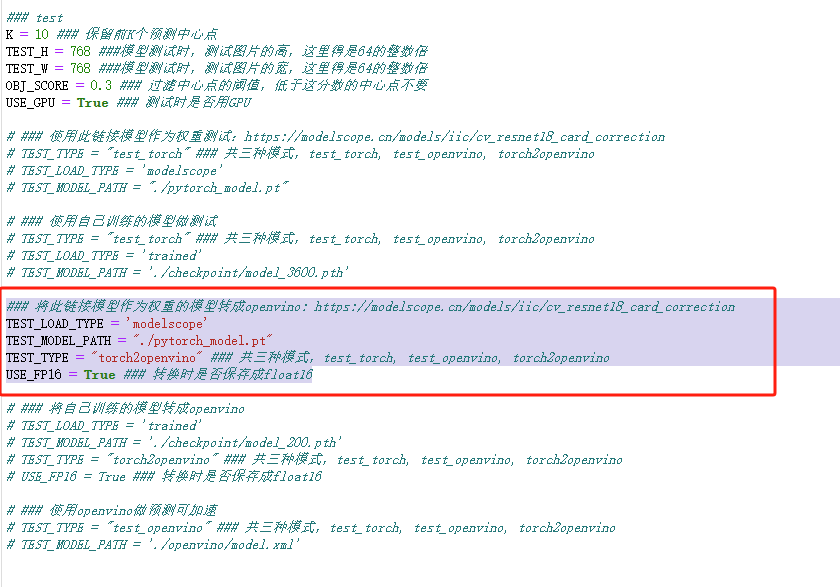 ### test
K = 10 ### 保留前K个预测中心点
TEST_H = 768 ###模型测试时，测试图片的高，这里得是64的整数倍
TEST_W = 768 ###模型测试时，测试图片的宽，这里得是64的整数倍
OBJ_SCORE = 0.3 ### 过滤中心点的阈值，低于这分数的中心点不要
USE_GPU = True ### 测试时是否用GPU
# ### 使用此链接模型作为权重测试：https://modelscope.cn/models/iic/cv_resnet18_card_correction
# TEST_TYPE = "test_torch" ### 共三种模式，test_torch, test_openvino, torch2openvino
# TEST_LOAD_TYPE = 'modelscope'
# TEST_MODEL_PATH = "./pytorch_model.pt"
# ### 使用自己训练的模型做测试
# TEST_TYPE = "test_torch" ### 共三种模式，test_torch, test_openvino, torch2openvino
# TEST_LOAD_TYPE = 'trained'
# TEST_MODEL_PATH = './checkpoint/model_3600.pth'
### 将此链接模型作为权重的模型转成openvino：https://modelscope.cn/models/iic/cv_resnet18_card_correction
TEST_LOAD_TYPE = 'modelscope'
TEST_MODEL_PATH = "./pytorch_model.pt"
TEST_TYPE = "torch2openvino" ### 共三种模式，test_torch, test_openvino, torch2openvino
USE_FP16 = True ### 转换时是否保存成float16
# ### 将自己训练的模型转成openvino
# TEST_LOAD_TYPE = 'trained'
# TEST_MODEL_PATH = './checkpoint/model_200.pth'
# TEST_TYPE = "torch2openvino" ### 共三种模式，test_torch, test_openvino, torch2openvino
# USE_FP16 = True ### 转换时是否保存成float16
# ### 使用openvino做预测可加速
# TEST_TYPE = "test_openvino" ### 共三种模式，test_torch, test_openvino, torch2openvino
# TEST_MODEL_PATH = './openvino/model.xml'